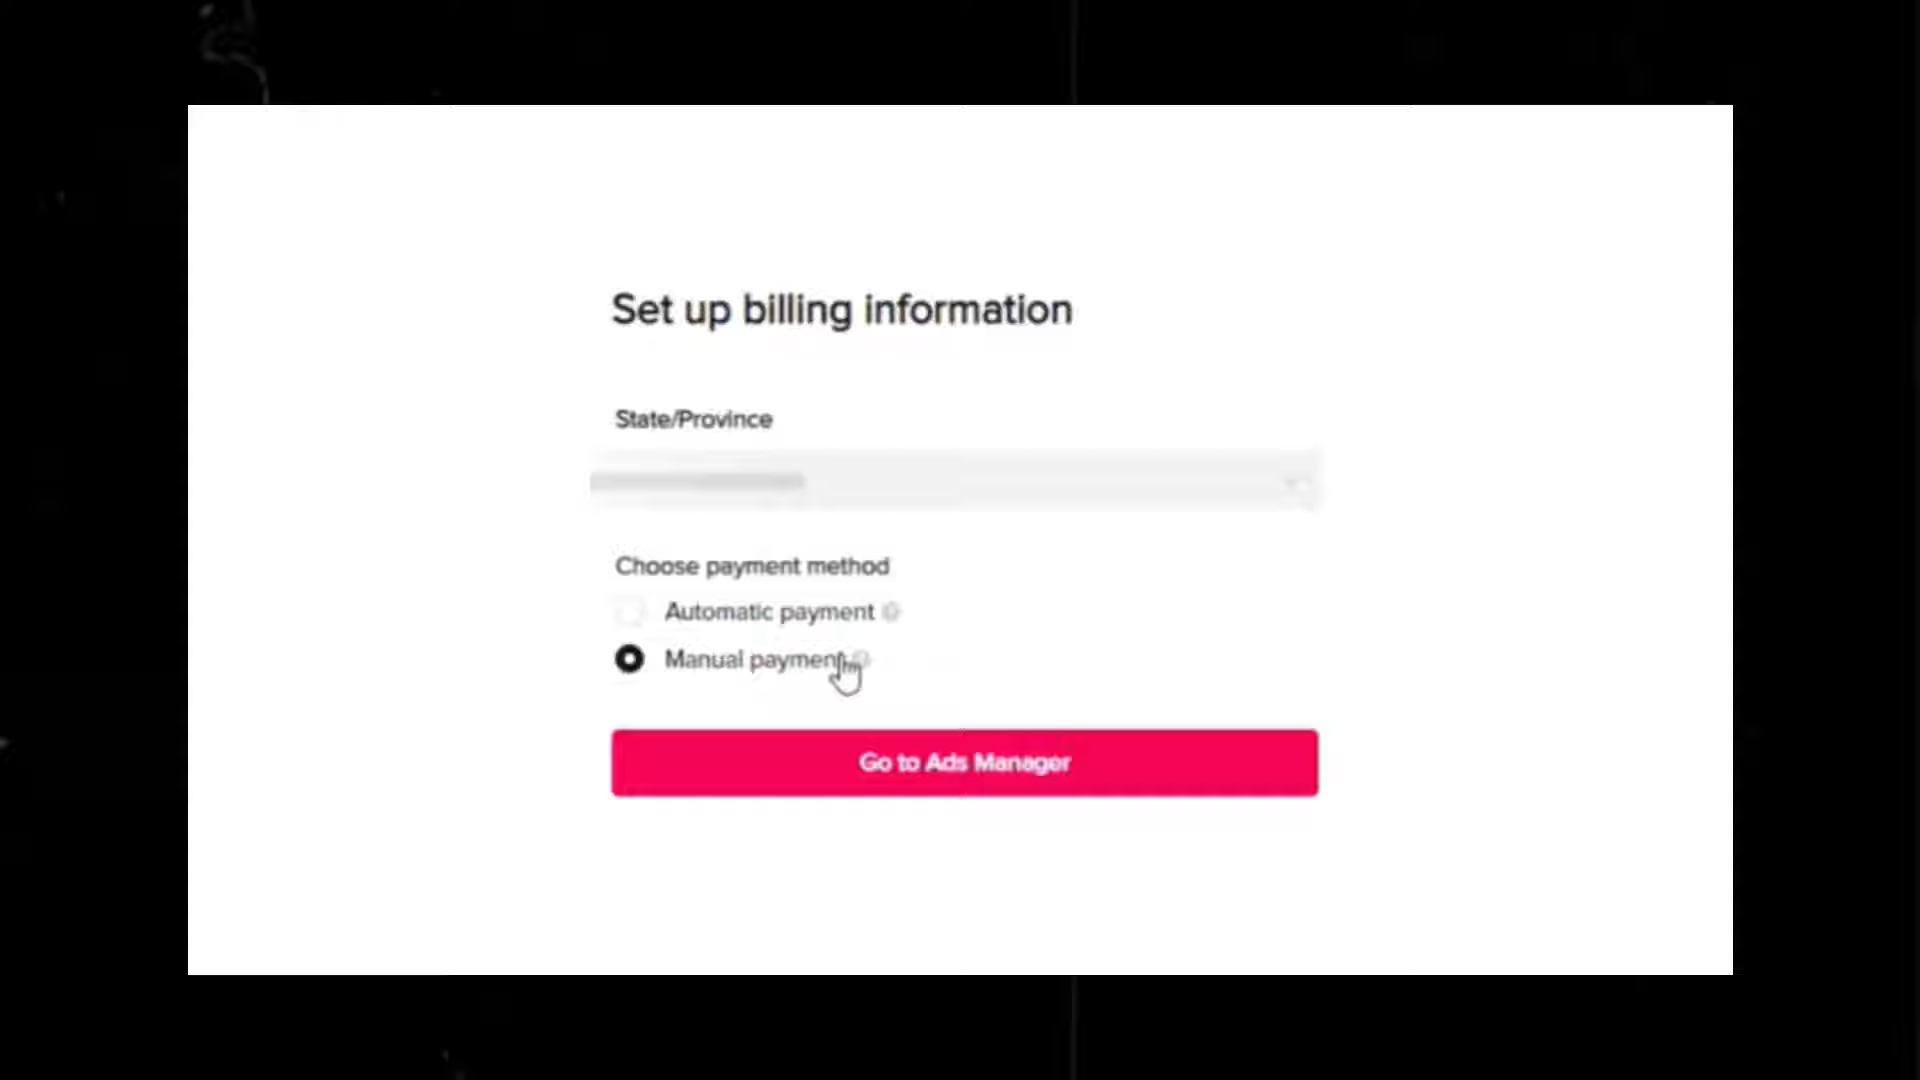 Set up billing information
State/Province
Choose payment method
Automatic payment
Manual payment
Go to Ads Manager